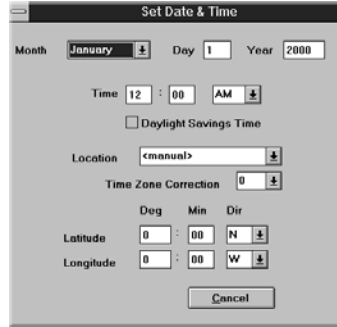 Set Date & Time
Month January Day 1 Year 2000
Time 12 : 00 AM
Daylight Savings Time
Location <manual>
Time Zone Correction 0
Deg Min Dir
Latitude 0 : 00 N
Longitude 0 : 00 W
Cancel